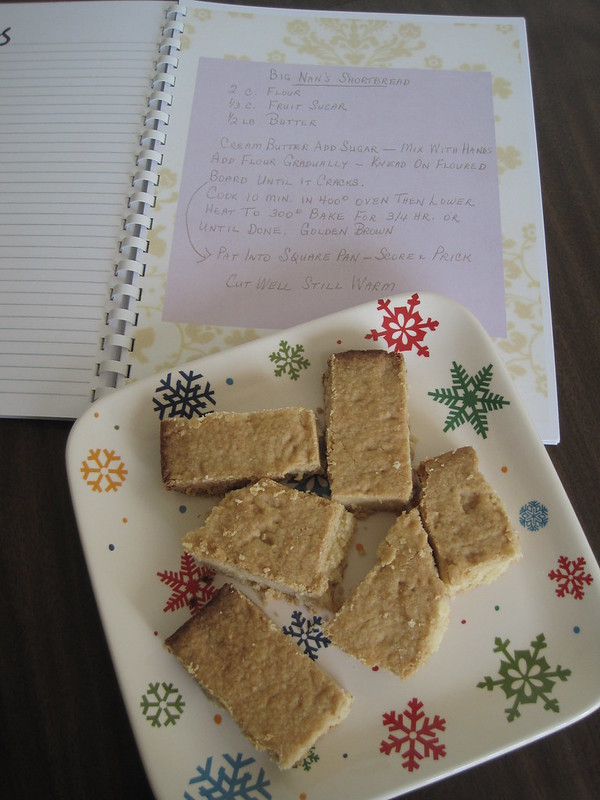 s
BIG NAN'S SHORTBREAD
2 C. FLOUR
1/3 C. FRUIT SUGAR
1/2 LB BUTTER
CREAM BUTTER ADD SUGAR — MIX WITH HANDS
ADD FLOUR GRADUALLY — KNEAD ON FLOURED
BOARD UNTIL IT CRACKS.
COOK 10 MIN. IN 400° OVEN THEN LOWER
HEAT TO 300° BAKE FOR 3/4 HR. OR
UNTIL DONE, GOLDEN BROWN
PAT INTO SQUARE PAN — SCORE & PRICK
CUT WELL STILL WARM